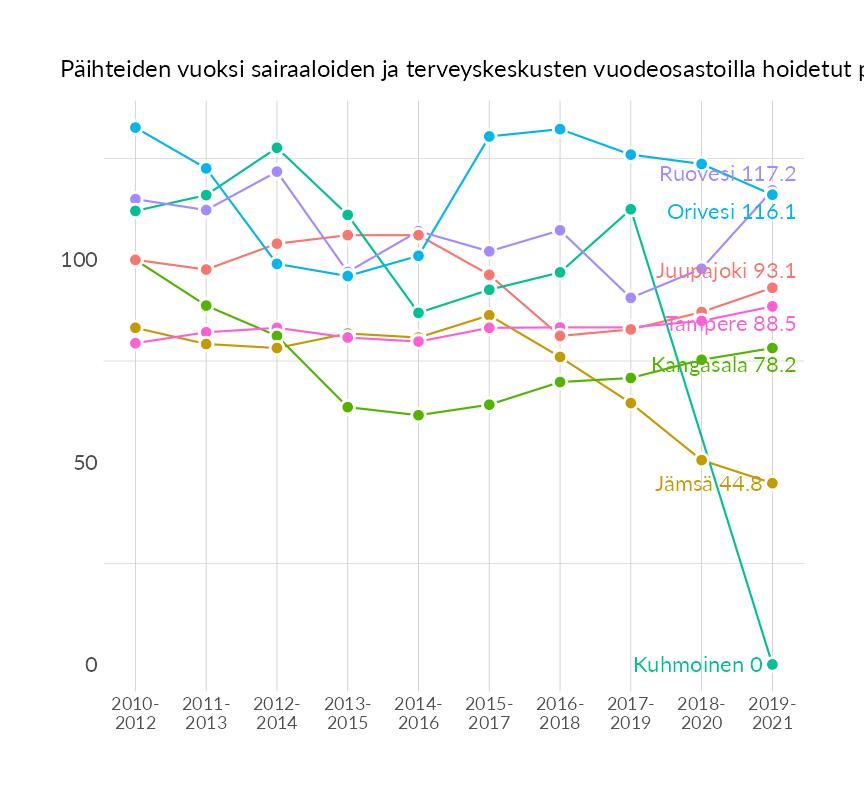 Päihteiden vuoksi sairaaloiden ja terveyskeskusten vuodeosastoilla hoidetut
Ruovesi 117.2
Orivesi 116.1
100
Juupajoki 93.1
Tampere 88.5
Kangasala 78.2
50
Jämsä 44.8
0
Kuhmoinen 0
2010-
2012
2011-
2013
2012-
2014
2013-
2015
2014-
2016
2015-
2017
2016-
2018
2017-
2019
2018-
2020
2019-
2021